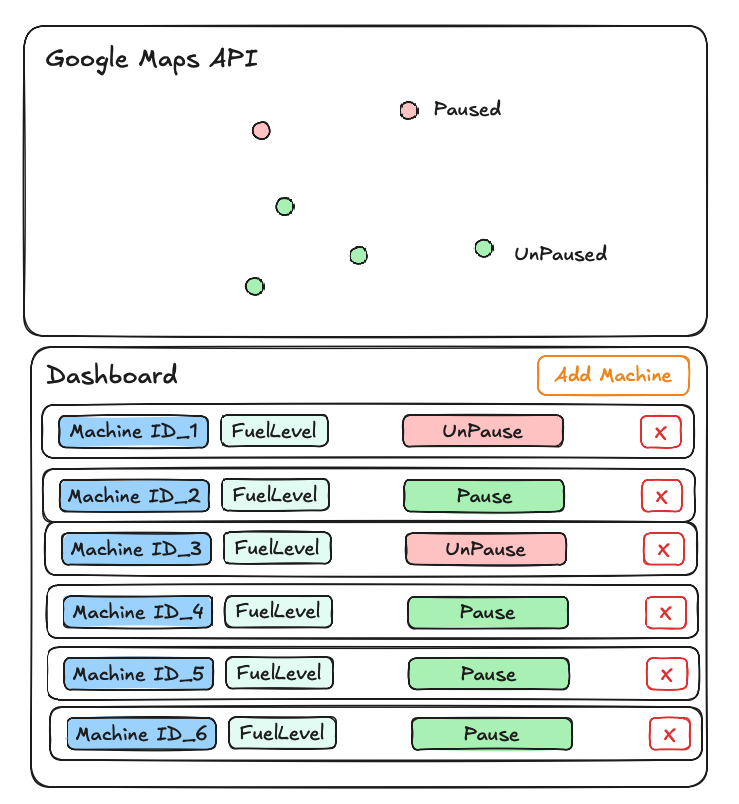 Google Maps API
Paused
UnPaused
Dashboard
Add Machine
Machine ID_1 FuelLevel UnPause X
Machine ID_2 FuelLevel Pause X
Machine ID_3 FuelLevel UnPause X
Machine ID_4 FuelLevel Pause X
Machine ID_5 FuelLevel Pause X
Machine ID_6 FuelLevel Pause X